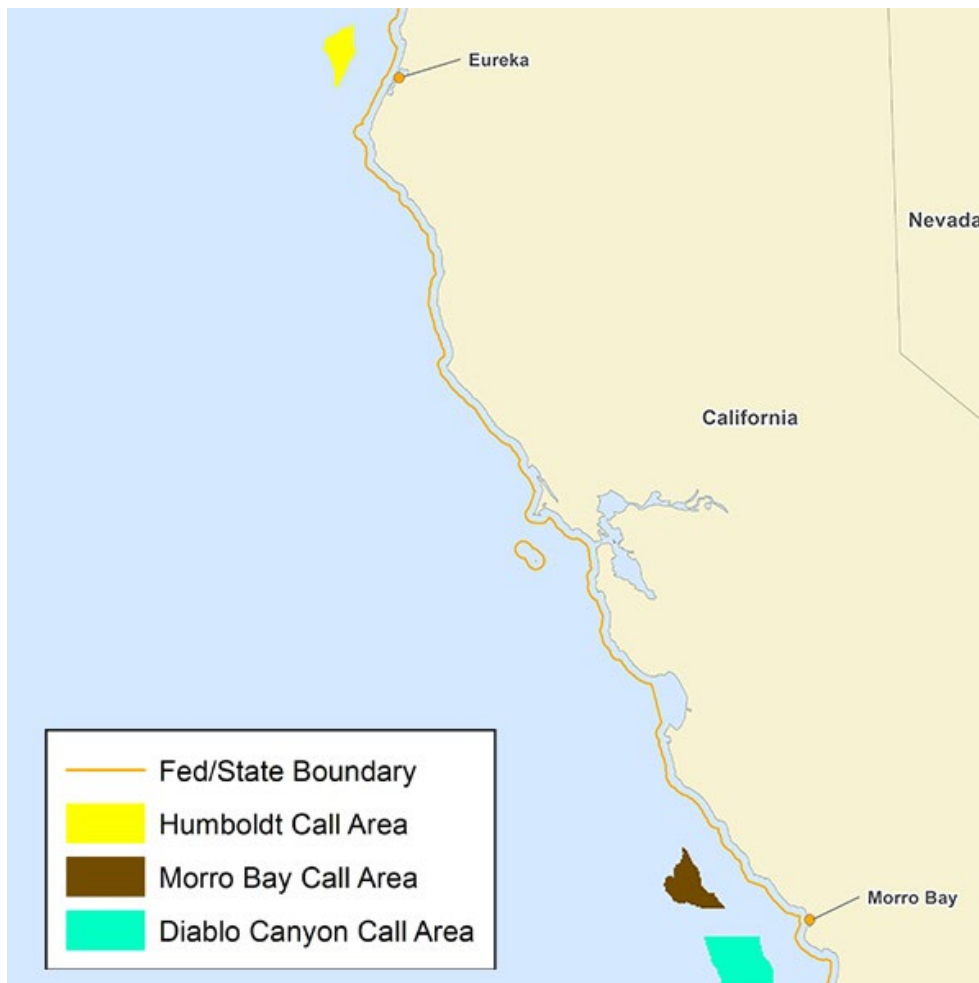 Eureka
Nevada
California
Morro Bay
Fed/State Boundary
Humboldt Call Area
Morro Bay Call Area
Diablo Canyon Call Area